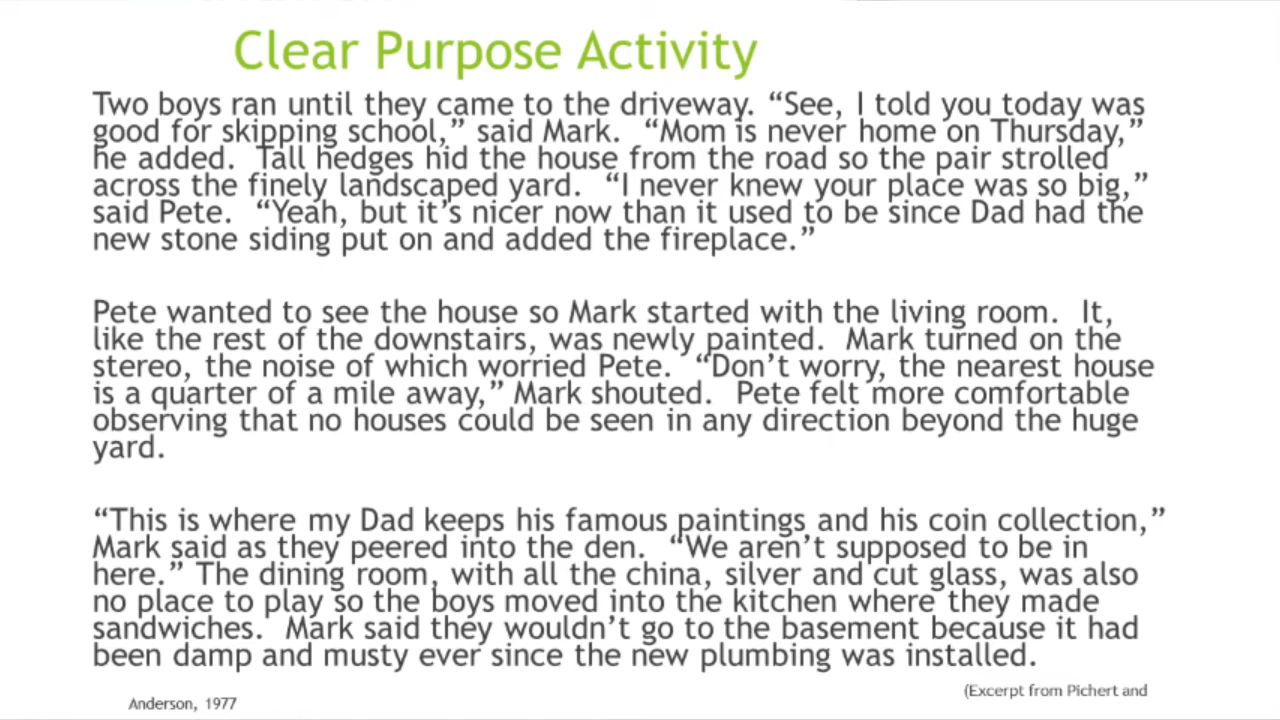 Clear Purpose Activity
Two boys ran until they came to the driveway. “See, I told you today was
good for skipping school,” said Mark. “Mom is never home on Thursday,”
he added. Tall hedges hid the house from the road so the pair strolled
across the finely landscaped yard. “I never knew your place was so big,”
said Pete. “Yeah, but it’s nicer now than it used to be since Dad had the
new stone siding put on and added the fireplace.”
Pete wanted to see the house so Mark started with the living room. It,
like the rest of the downstairs, was newly painted. Mark turned on the
stereo, the noise of which worried Pete. “Don’t worry, the nearest house
is a quarter of a mile away,” Mark shouted. Pete felt more comfortable
observing that no houses could be seen in any direction beyond the huge
yard.
“This is where my Dad keeps his famous paintings and his coin collection,”
Mark said as they peered into the den. “We aren’t supposed to be in
here.” The dining room, with all the china, silver and cut glass, was also
no place to play so the boys moved into the kitchen where they made
sandwiches. Mark said they wouldn’t go to the basement because it had
been damp and musty ever since the new plumbing was installed.
(Excerpt from Pichert and
Anderson, 1977